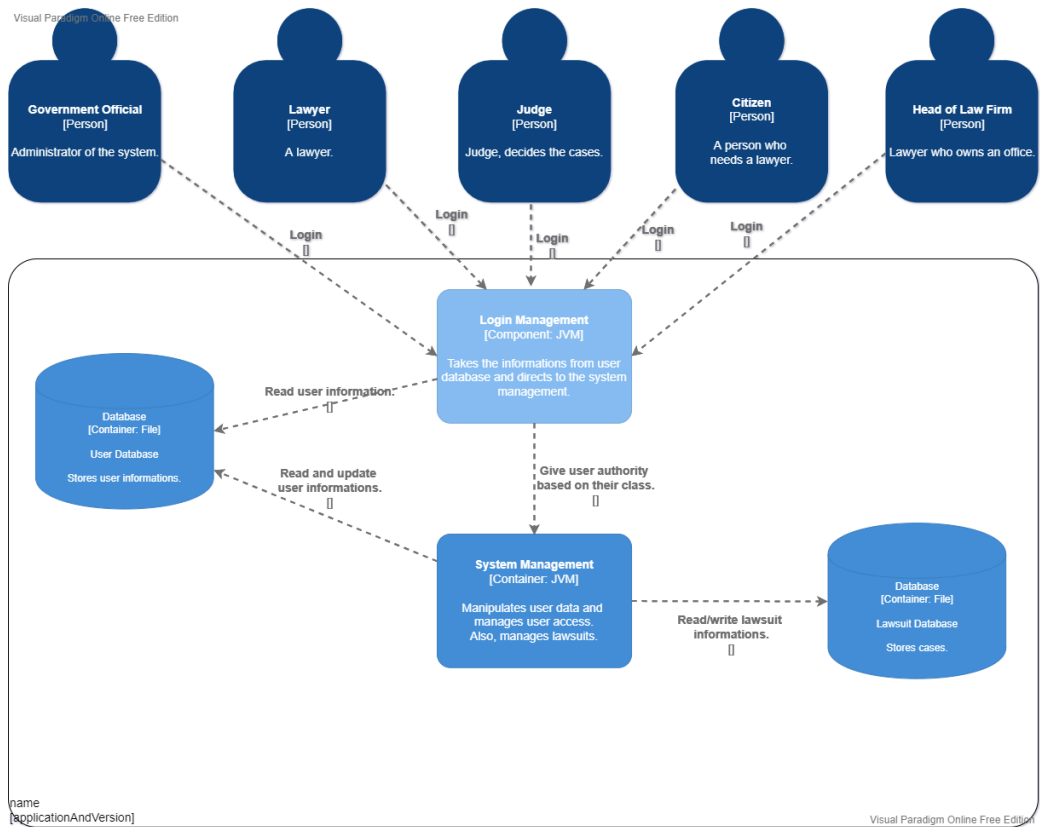 Visual Paradigm Online Free Edition
Government Official
[Person]
Administrator of the system.
Lawyer
[Person]
A lawyer.
Judge
[Person]
Judge, decides the cases.
Citizen
[Person]
A person who
needs a lawyer.
Head of Law Firm
[Person]
Lawyer who owns an office.
Login
[]
Login
[]
Login
[]
Login
[]
Login
[]
Login Management
[Component: JVM]
Takes the informations from user
database and directs to the system
management.
Read user information.
[]
Database
[Container: File]
User Database
Stores user informations.
Read and update
user informations.
[]
Give user authority
based on their class.
[]
System Management
[Container: JVM]
Manipulates user data and
manages user access.
Also, manages lawsuits.
Read/write lawsuit
informations.
[]
Database
[Container: File]
Lawsuit Database
Stores cases.
name
[applicationAndVersion]
Visual Paradigm Online Free Edition